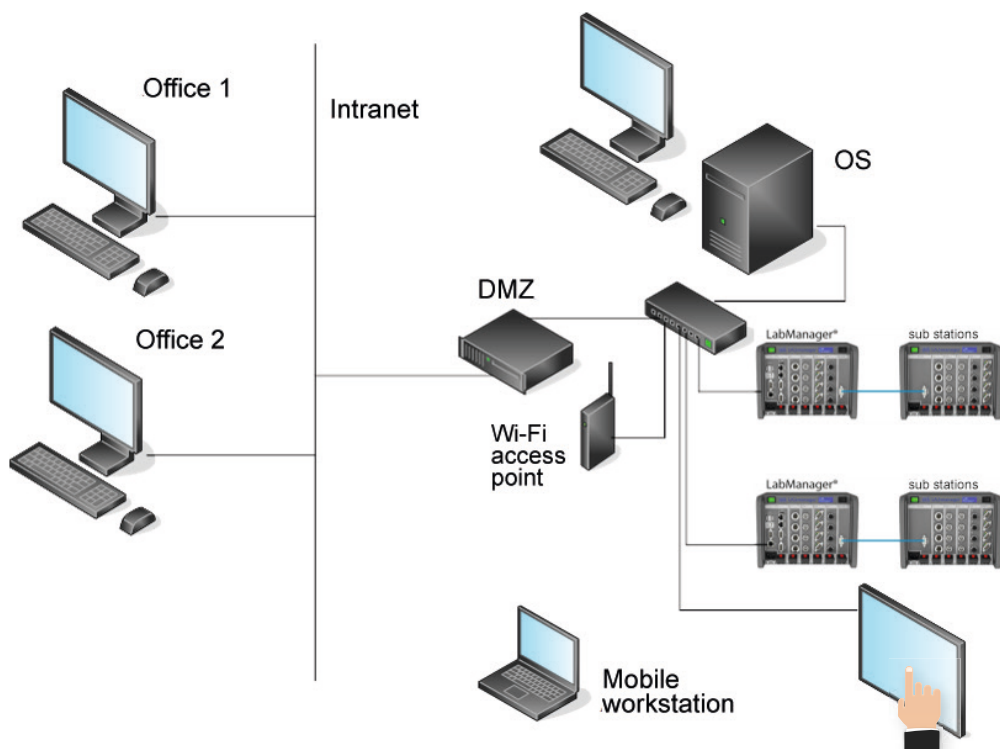 Office 1
Intranet
OS
DMZ
Office 2
LabManager®
sub stations
Wi-Fi
access
point
LabManager®
sub stations
Mobile
workstation